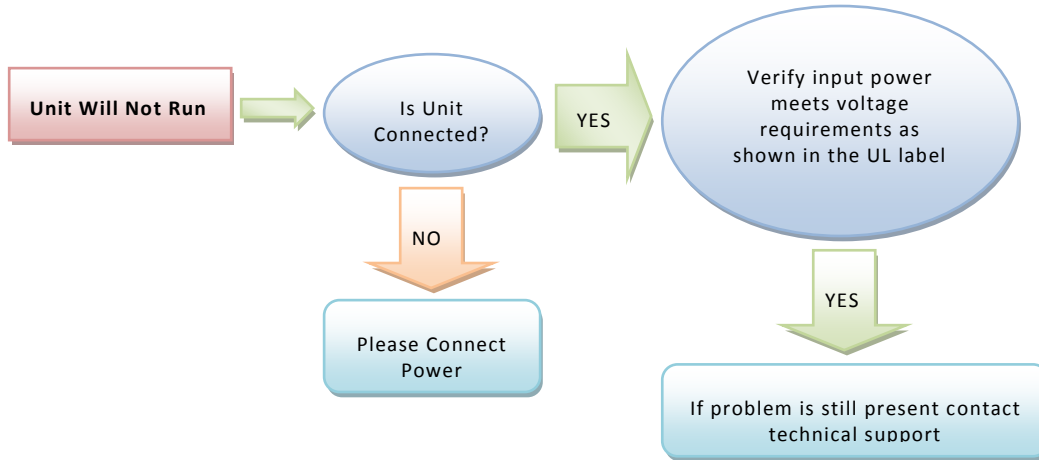 Unit Will Not Run
Is Unit
Connected?
YES
Verify input power
meets voltage
requirements as
shown in the UL label
NO
Please Connect
Power
YES
If problem is still present contact
technical support